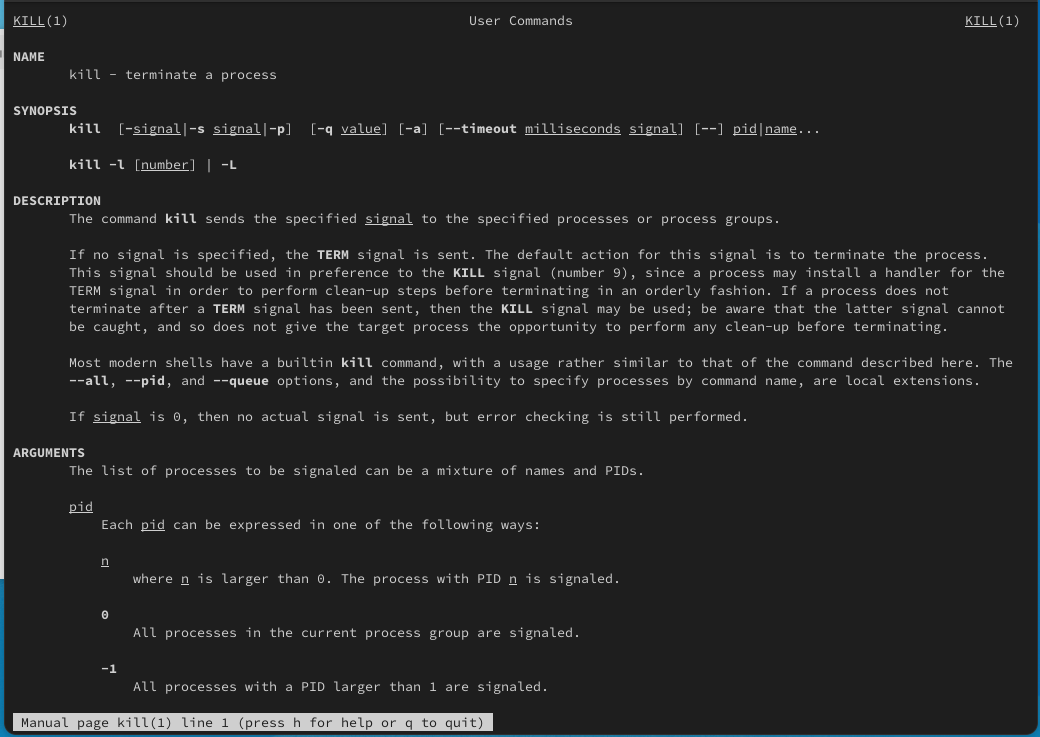 KILL(1) User Commands KILL(1)
NAME
kill - terminate a process
SYNOPSIS
kill [-signal|-s signal|-p] [-q value] [-a] [--timeout milliseconds signal] [--] pid|name...
kill -l [number] | -L
DESCRIPTION
The command kill sends the specified signal to the specified processes or process groups.
If no signal is specified, the TERM signal is sent. The default action for this signal is to terminate the process.
This signal should be used in preference to the KILL signal (number 9), since a process may install a handler for the
TERM signal in order to perform clean-up steps before terminating in an orderly fashion. If a process does not
terminate after a TERM signal has been sent, then the KILL signal may be used; be aware that the latter signal cannot
be caught, and so does not give the target process the opportunity to perform any clean-up before terminating.
Most modern shells have a builtin kill command, with a usage rather similar to that of the command described here. The
--all, --pid, and --queue options, and the possibility to specify processes by command name, are local extensions.
If signal is 0, then no actual signal is sent, but error checking is still performed.
ARGUMENTS
The list of processes to be signaled can be a mixture of names and PIDs.
pid
Each pid can be expressed in one of the following ways:
n
where n is larger than 0. The process with PID n is signaled.
0
All processes in the current process group are signaled.
-1
All processes with a PID larger than 1 are signaled.
Manual page kill(1) line 1 (press h for help or q to quit)